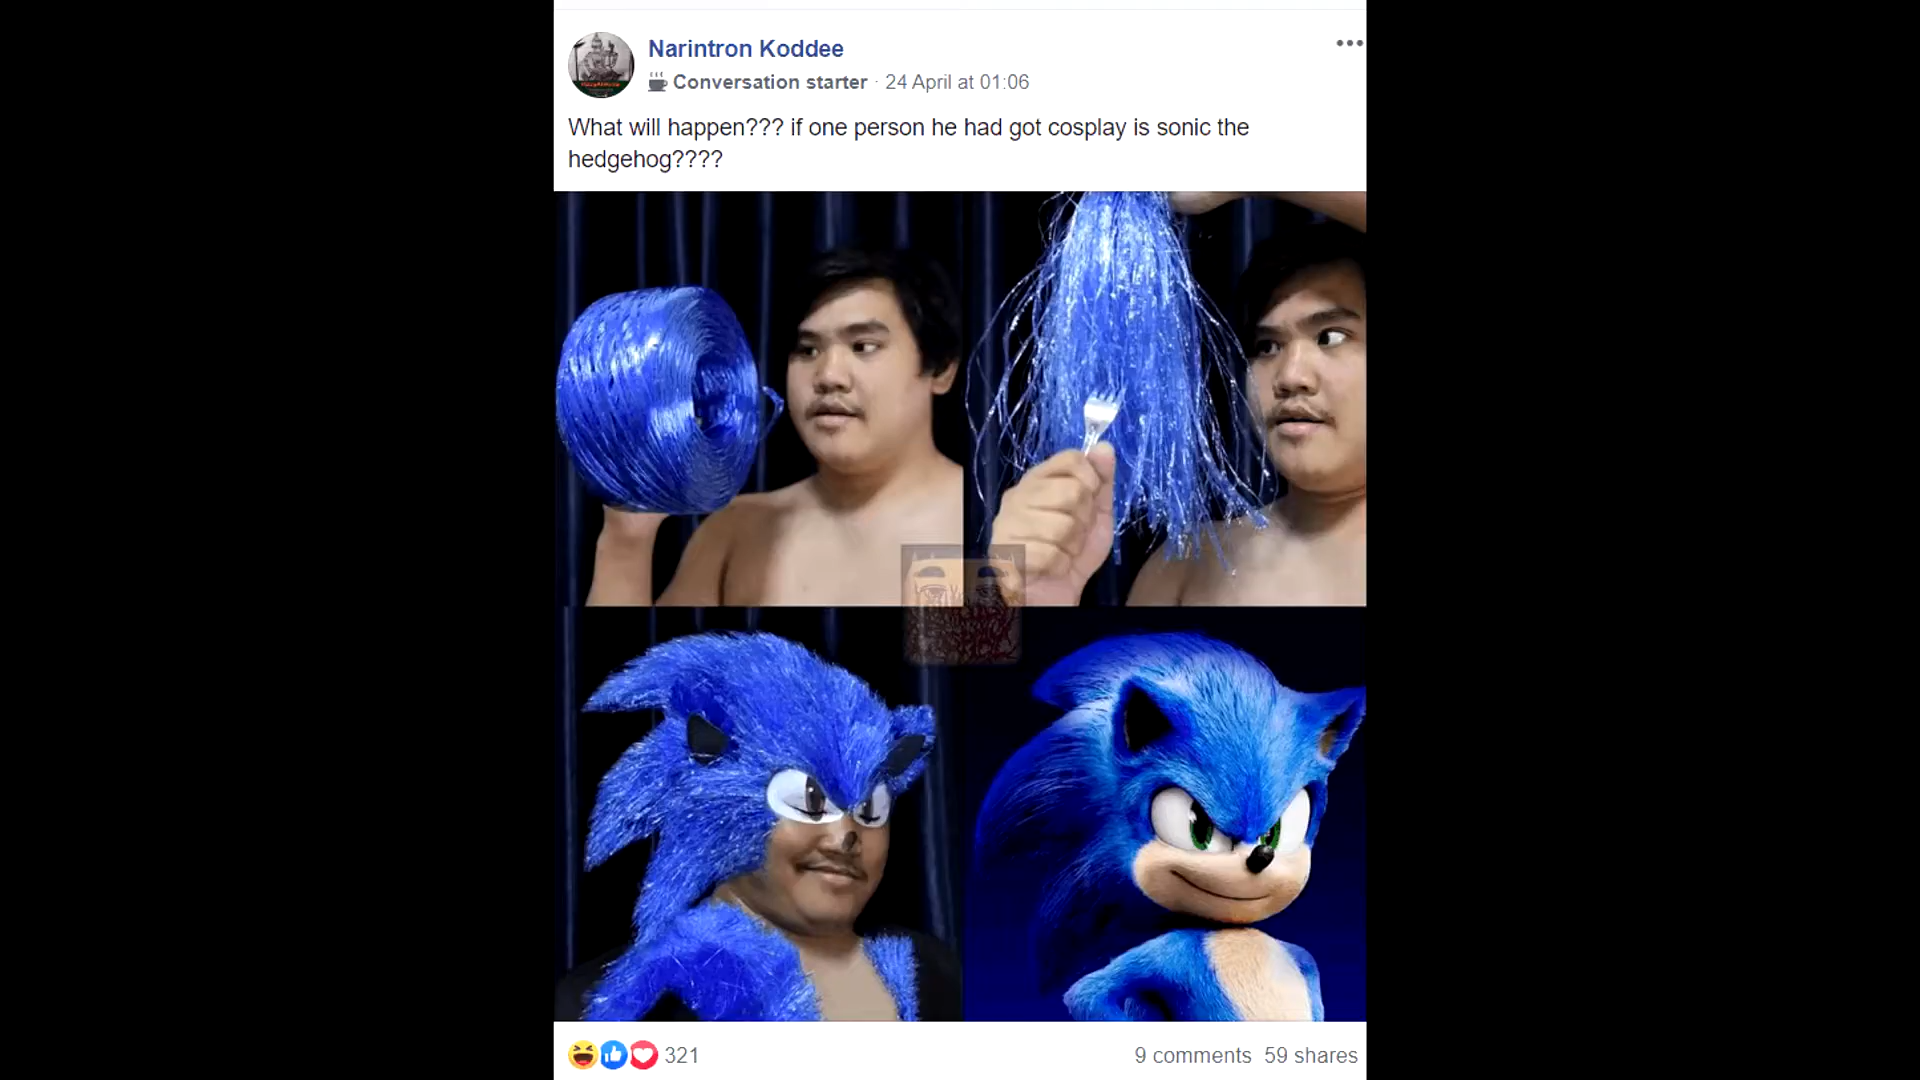 Narintron Koddee
Conversation starter · 24 April at 01:06
What will happen??? if one person he had got cosplay is sonic the
hedgehog????
321
9 comments 59 shares